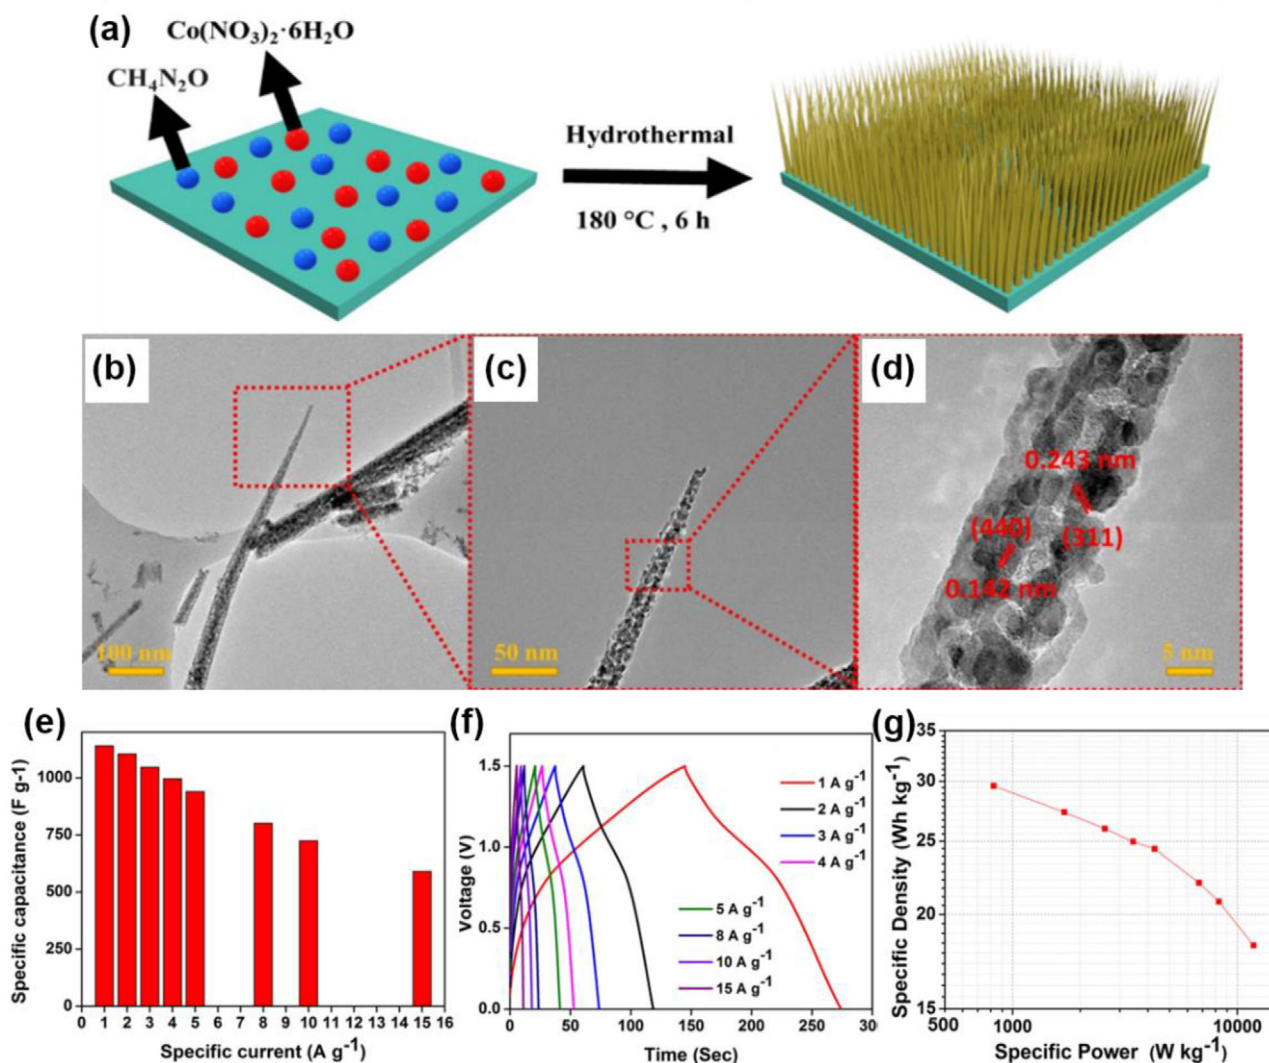 (a)
Co(NO3)2·6H2O
CH4N2O
Hydrothermal
180 °C , 6 h
(b)
100 nm
(c)
50 nm
(d)
0.243 nm
(440)
(311)
0.142 nm
5 nm
(e)
Specific capacitance (F g-1)
1000
750
500
250
0
0 1 2 3 4 5 6 7 8 9 10 11 12 13 14 15 16
Specific current (A g-1)
(f)
Voltage (V)
1.5
1.0
0.5
0.0
1 A g-1
2 A g-1
3 A g-1
4 A g-1
5 A g-1
8 A g-1
10 A g-1
15 A g-1
0 50 100 150 200 250
Time (Sec)
(g)
Specific Density (Wh kg-1)
35
30
25
20
15
500 1000 10000
Specific Power (W kg-1)